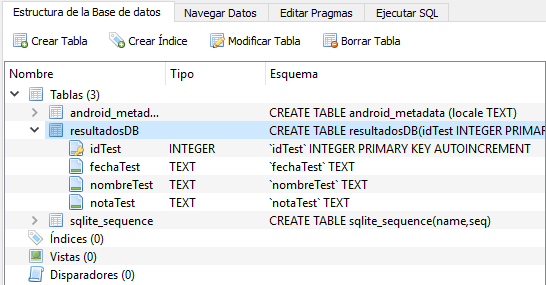 Estructura de la Base de datos Navegar Datos Editar Pragmas Ejecutar SQL
Crear Tabla Crear Índice Modificar Tabla Borrar Tabla
Nombre Tipo Esquema
Tablas (3)
android_metad... CREATE TABLE android_metadata (locale TEXT)
resultadosDB CREATE TABLE resultadosDB(idTest INTEGER PRIMAR
idTest INTEGER `idTest` INTEGER PRIMARY KEY AUTOINCREMENT
fechaTest TEXT `fechaTest` TEXT
nombreTest TEXT `nombreTest` TEXT
notaTest TEXT `notaTest` TEXT
sqlite_sequence CREATE TABLE sqlite_sequence(name,seq)
Índices (0)
Vistas (0)
Disparadores (0)